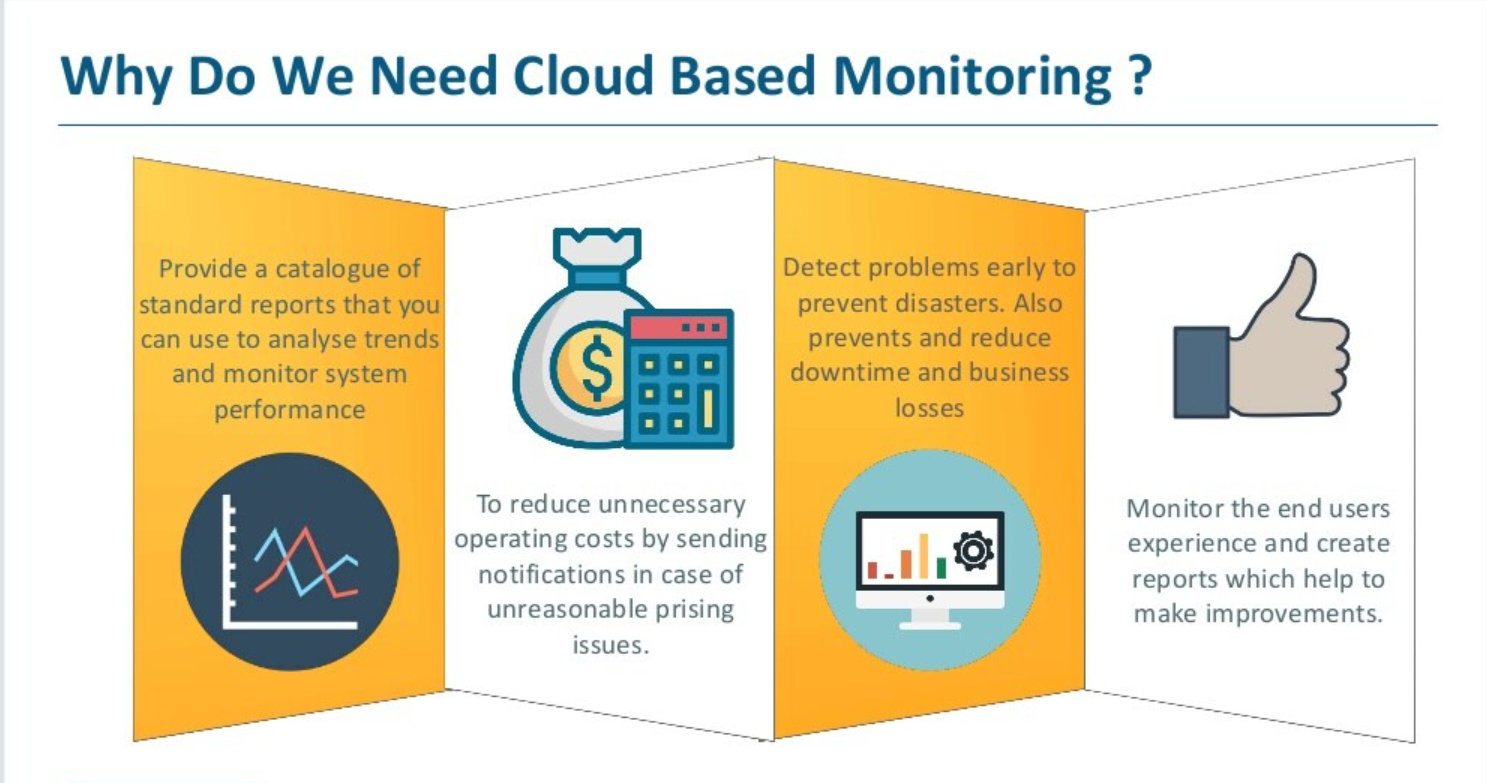 Why Do We Need Cloud Based Monitoring ?
Provide a catalogue of
standard reports that you
can use to analyse trends
and monitor system
performance
$
To reduce unnecessary
operating costs by sending
notifications in case of
unreasonable prising
issues.
Detect problems early to
prevent disasters. Also
prevents and reduce
downtime and business
losses
Monitor the end users
experience and create
reports which help to
make improvements.